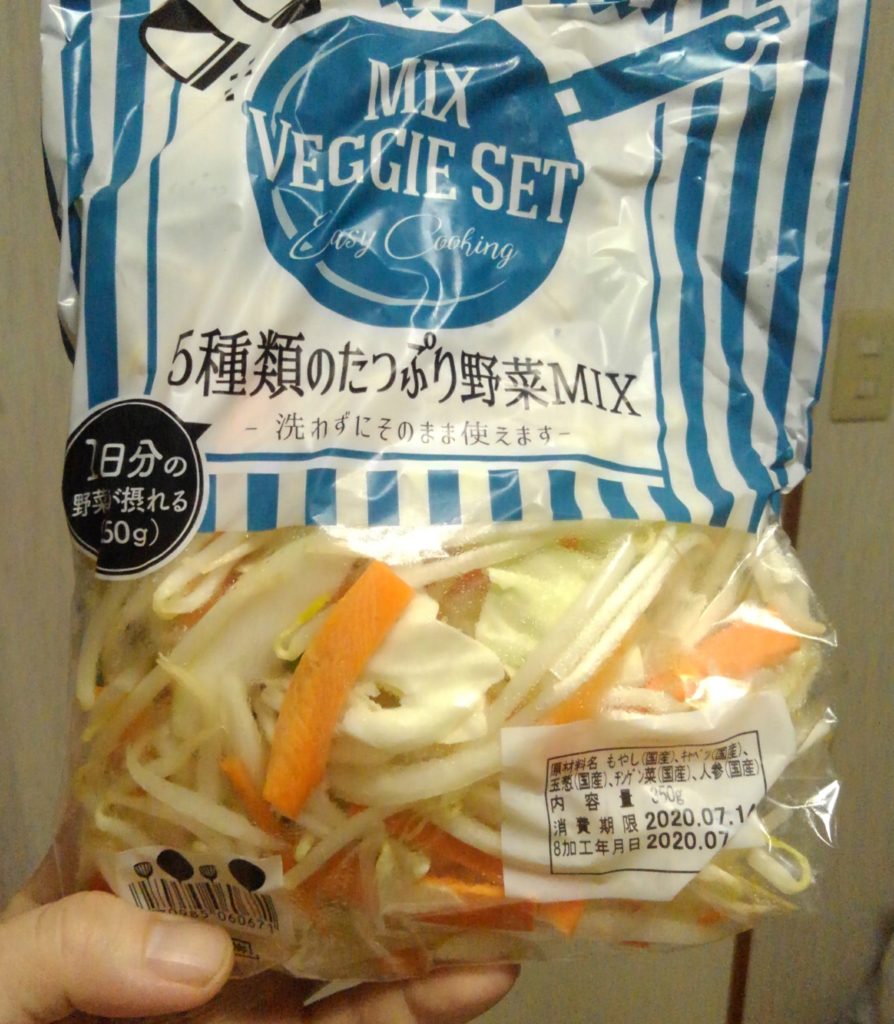 MIX
VEGGIE SET
Easy Cooking
5種類のたっぷり野菜MIX
- 洗わずにそのまま使えます-
1日分の
野菜が摂れる
50g)
原材料名 もやし(国産)、キャベツ(国産)、
玉葱(国産)、チンゲン菜(国産)、人参(国産)
内容量 350g
消費期限 2020.07.14
8加工年月日 2020.07
060671